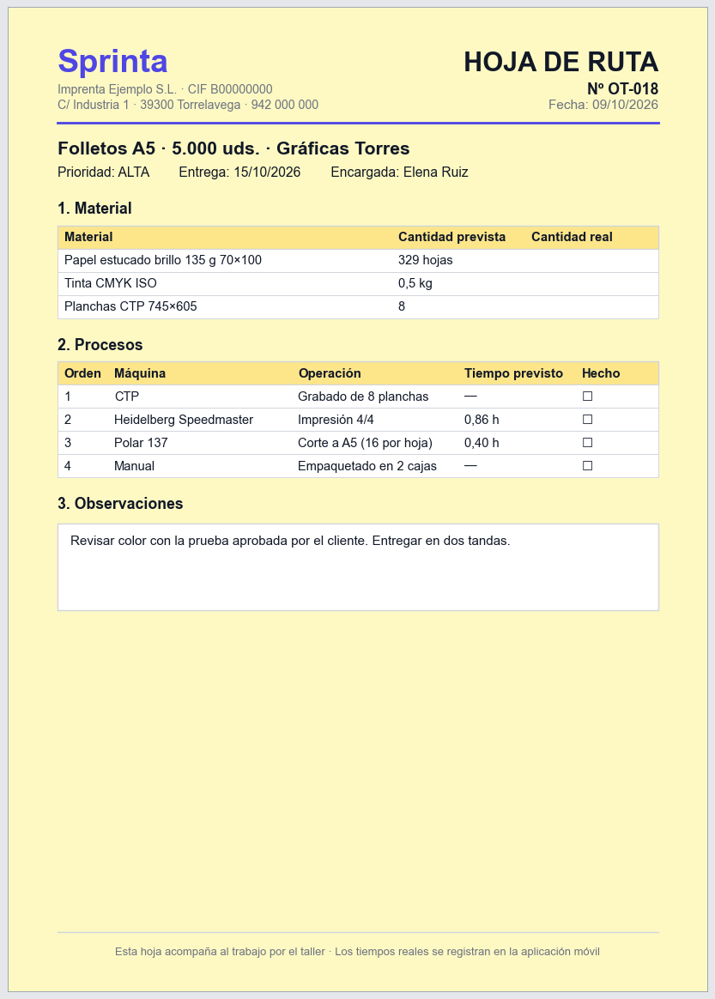 Sprinta
HOJA DE RUTA
Imprenta Ejemplo S.L. · CIF B00000000
Nº OT-018
C/ Industria 1 · 39300 Torrelavega · 942 000 000
Fecha: 09/10/2026
Folletos A5 · 5.000 uds. · Gráficas Torres
Prioridad: ALTA Entrega: 15/10/2026 Encargada: Elena Ruiz
1. Material
Material Cantidad prevista Cantidad real
Papel estucado brillo 135 g 70×100 329 hojas
Tinta CMYK ISO 0,5 kg
Planchas CTP 745×605 8
2. Procesos
Orden Máquina Operación Tiempo previsto Hecho
1 CTP Grabado de 8 planchas — ☐
2 Heidelberg Speedmaster Impresión 4/4 0,86 h ☐
3 Polar 137 Corte a A5 (16 por hoja) 0,40 h ☐
4 Manual Empaquetado en 2 cajas — ☐
3. Observaciones
Revisar color con la prueba aprobada por el cliente. Entregar en dos tandas.
Esta hoja acompaña al trabajo por el taller · Los tiempos reales se registran en la aplicación móvil